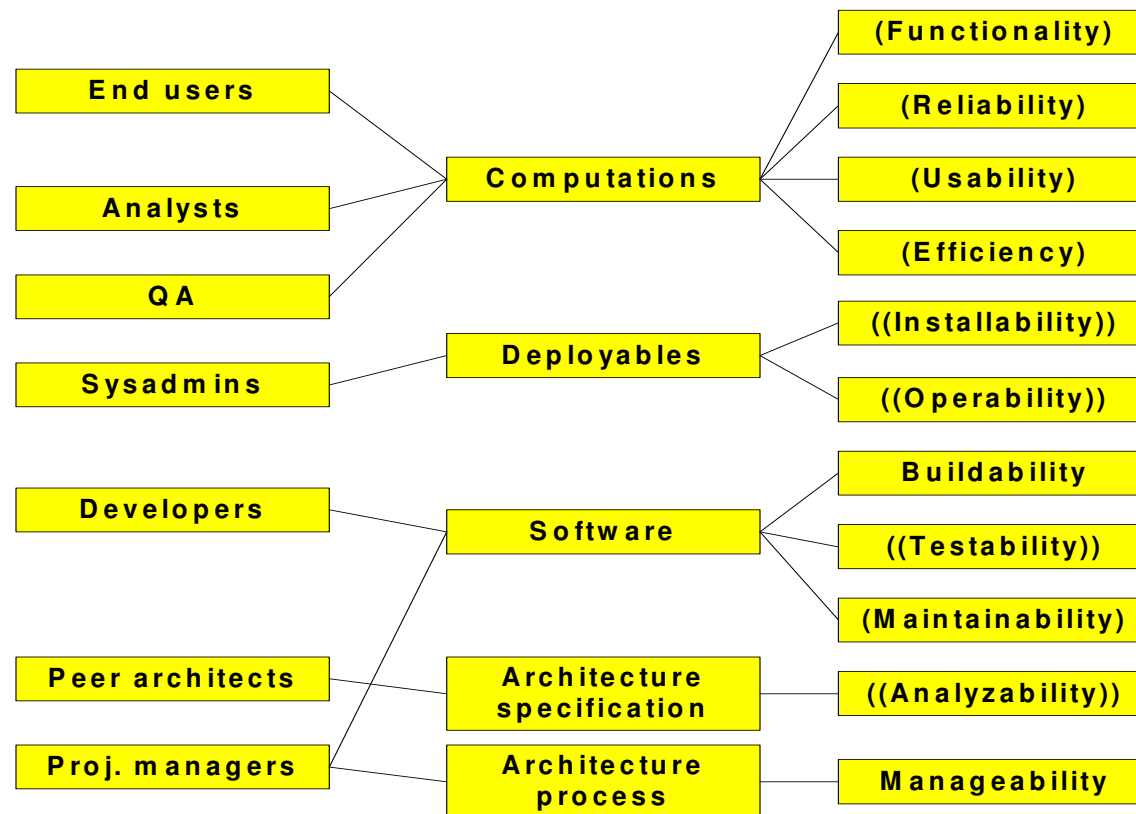 End users
Analysts
QA
Sysadmins
Developers
Peer architects
Proj. managers
Computations
Deployables
Software
Architecture
specification
Architecture
process
(Functionality)
(Reliability)
(Usability)
(Efficiency)
((Installability))
((Operability))
Buildability
((Testability))
(Maintainability)
((Analyzability))
Manageability